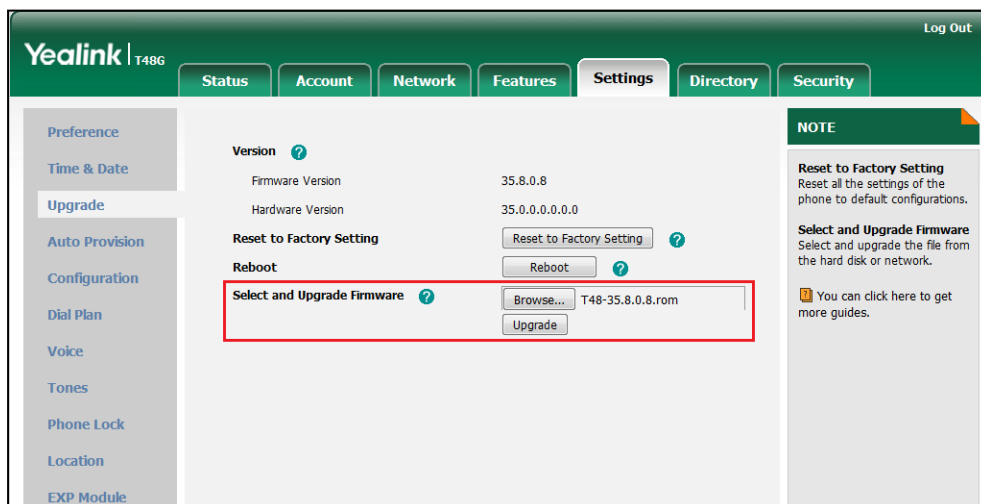 Log Out
Yealink T48G
Status Account Network Features Settings Directory Security
Preference
Time & Date
Upgrade
Auto Provision
Configuration
Dial Plan
Voice
Tones
Phone Lock
Location
EXP Module
Version ?
Firmware Version 35.8.0.8
Hardware Version 35.0.0.0.0.0.0
Reset to Factory Setting Reset to Factory Setting ?
Reboot Reboot ?
Select and Upgrade Firmware ? Browse... T48-35.8.0.8.rom
Upgrade
NOTE
Reset to Factory Setting
Reset all the settings of the
phone to default configurations.
Select and Upgrade Firmware
Select and upgrade the file from
the hard disk or network.
? You can click here to get
more guides.